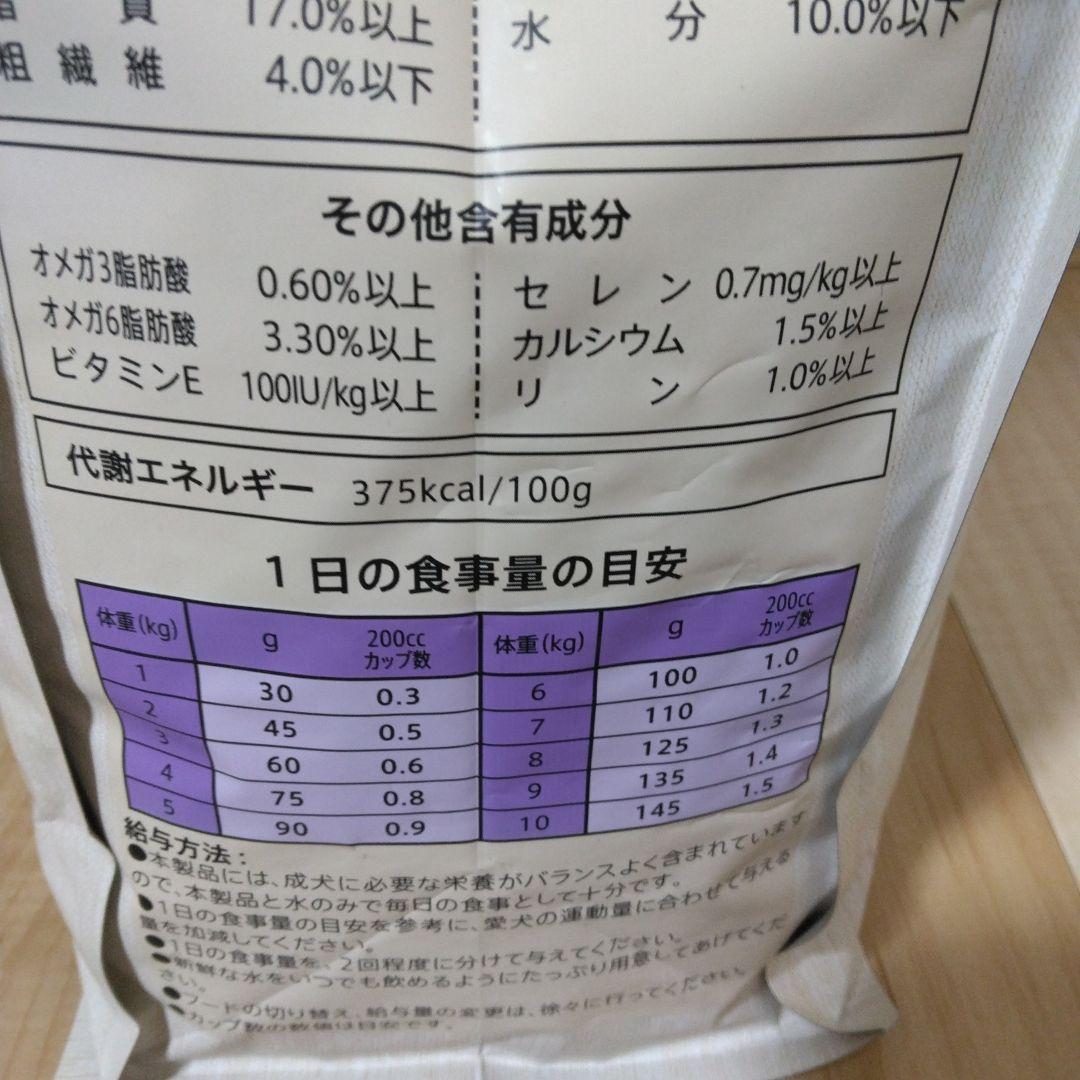 質 17.0%以上
水 分 10.0%以下
粗繊維 4.0%以下
その他含有成分
オメガ3脂肪酸 0.60%以上
オメガ6脂肪酸 3.30%以上
ビタミンE 100IU/kg以上
セレン 0.7mg/kg以上
カルシウム 1.5%以上
リン 1.0%以上
代謝エネルギー 375kcal/100g
1日の食事量の目安
体重(kg) g 200cc カップ数 体重(kg) g 200cc カップ数
1 30 0.3 6 100 1.0
2 45 0.5 7 110 1.2
3 60 0.6 8 125 1.3
4 75 0.8 9 135 1.4
5 90 0.9 10 145 1.5
給与方法：
●本製品には、成犬に必要な栄養がバランスよく含まれています
ので、本製品と水のみで毎日の食事として十分です。
●1日の食事量の目安を参考に、愛犬の運動量に合わせて与える
量を加減してください。
●1日の食事量を、2回程度に分けて与えてください。
●新鮮な水をいつでも飲めるようにたっぷり用意してあげてくだ
さい。
●フードの切り替え、給与量の変更は、徐々に行ってください。
●カップ数の数値は目安です。